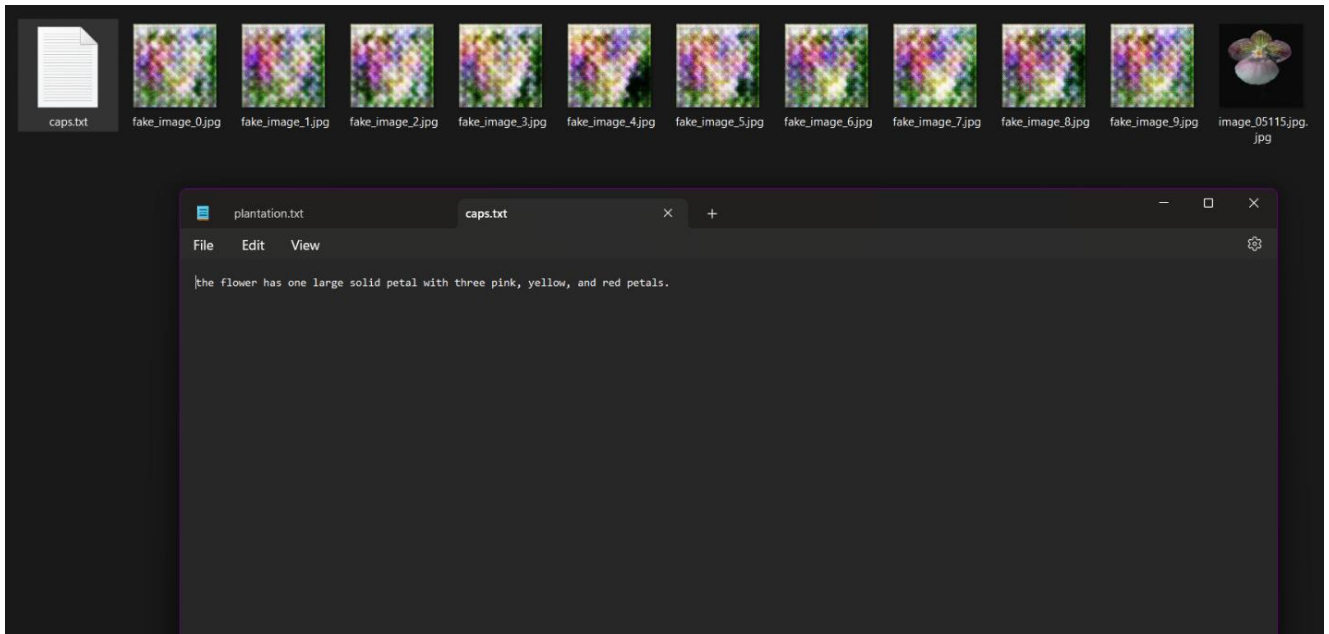 caps.txt
fake_image_0.jpg
fake_image_1.jpg
fake_image_2.jpg
fake_image_3.jpg
fake_image_4.jpg
fake_image_5.jpg
fake_image_6.jpg
fake_image_7.jpg
fake_image_8.jpg
fake_image_9.jpg
image_05115.jpg.
jpg
plantation.txt
caps.txt
File Edit View
the flower has one large solid petal with three pink, yellow, and red petals.